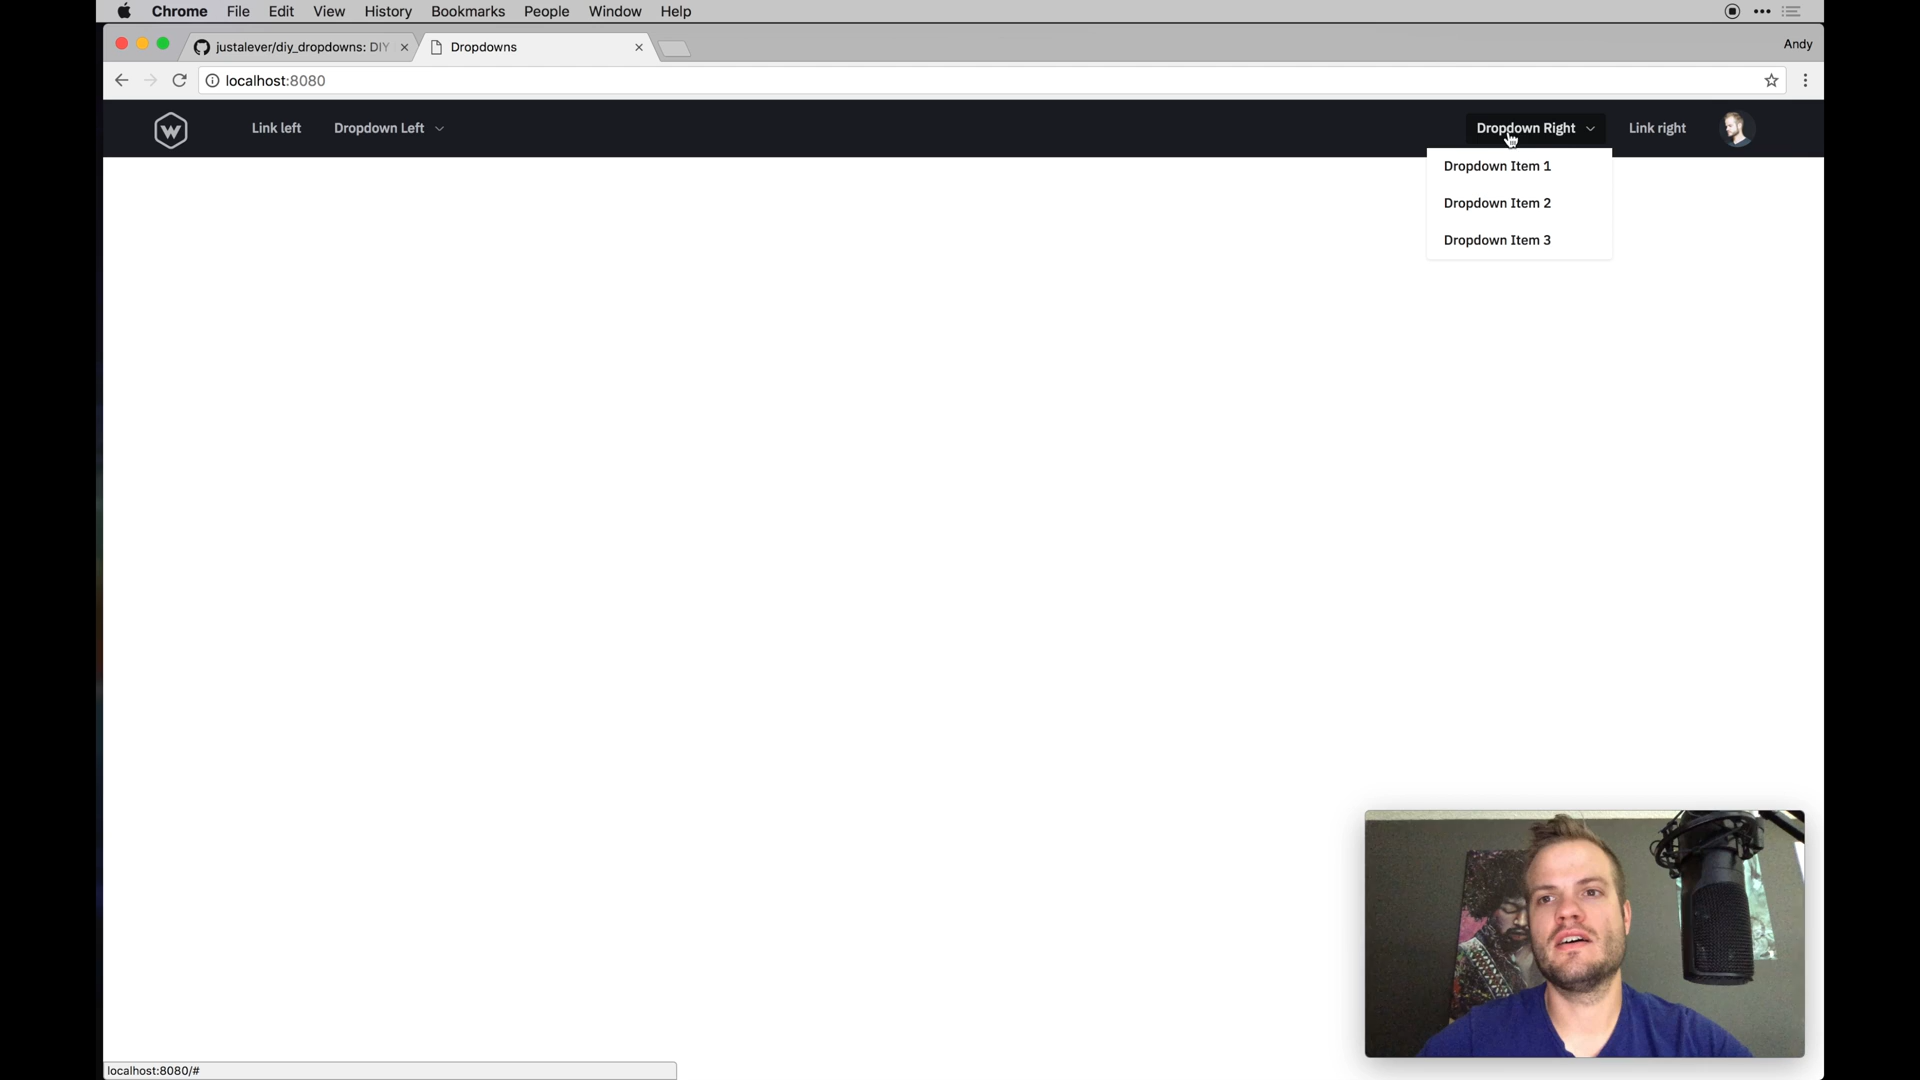 Chrome File Edit View History Bookmarks People Window Help
justalever/diy_dropdowns: DIY Dropdowns Andy
localhost:8080
W Link left Dropdown Left Dropdown Right Link right
Dropdown Item 1
Dropdown Item 2
Dropdown Item 3
localhost:8080/#